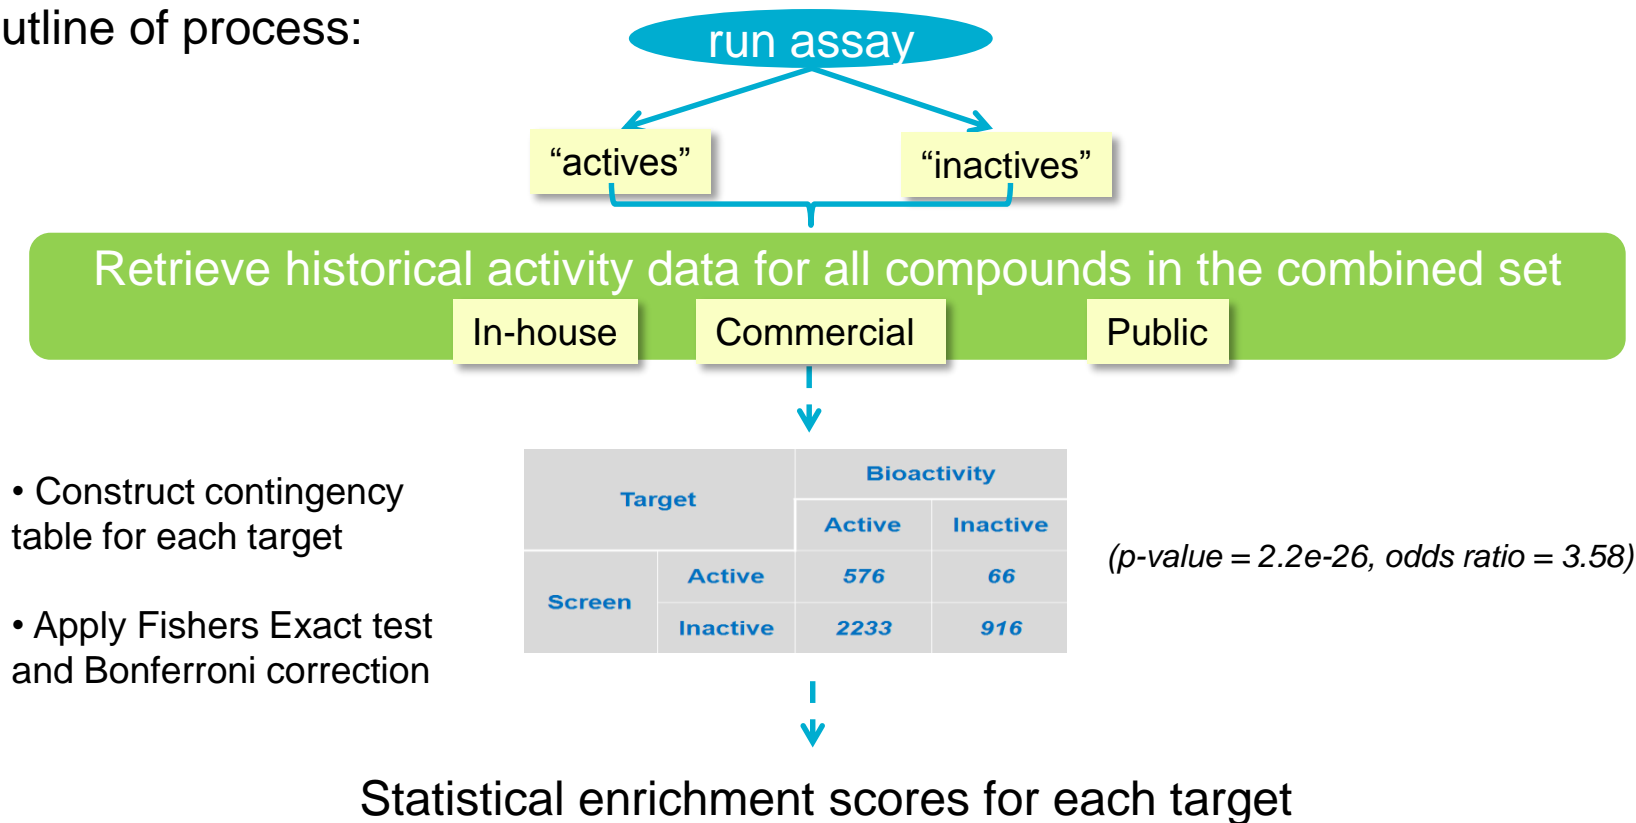 utline of process:
run assay
“actives”
“inactives”
Retrieve historical activity data for all compounds in the combined set
In-house
Commercial
Public
• Construct contingency
table for each target
• Apply Fishers Exact test
and Bonferroni correction
Target
Bioactivity
Active
Inactive
Screen
Active
576
66
Inactive
2233
916
(p-value = 2.2e-26, odds ratio = 3.58)
Statistical enrichment scores for each target